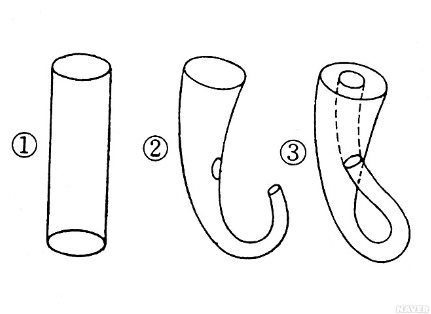 ①
②
③
NAVER